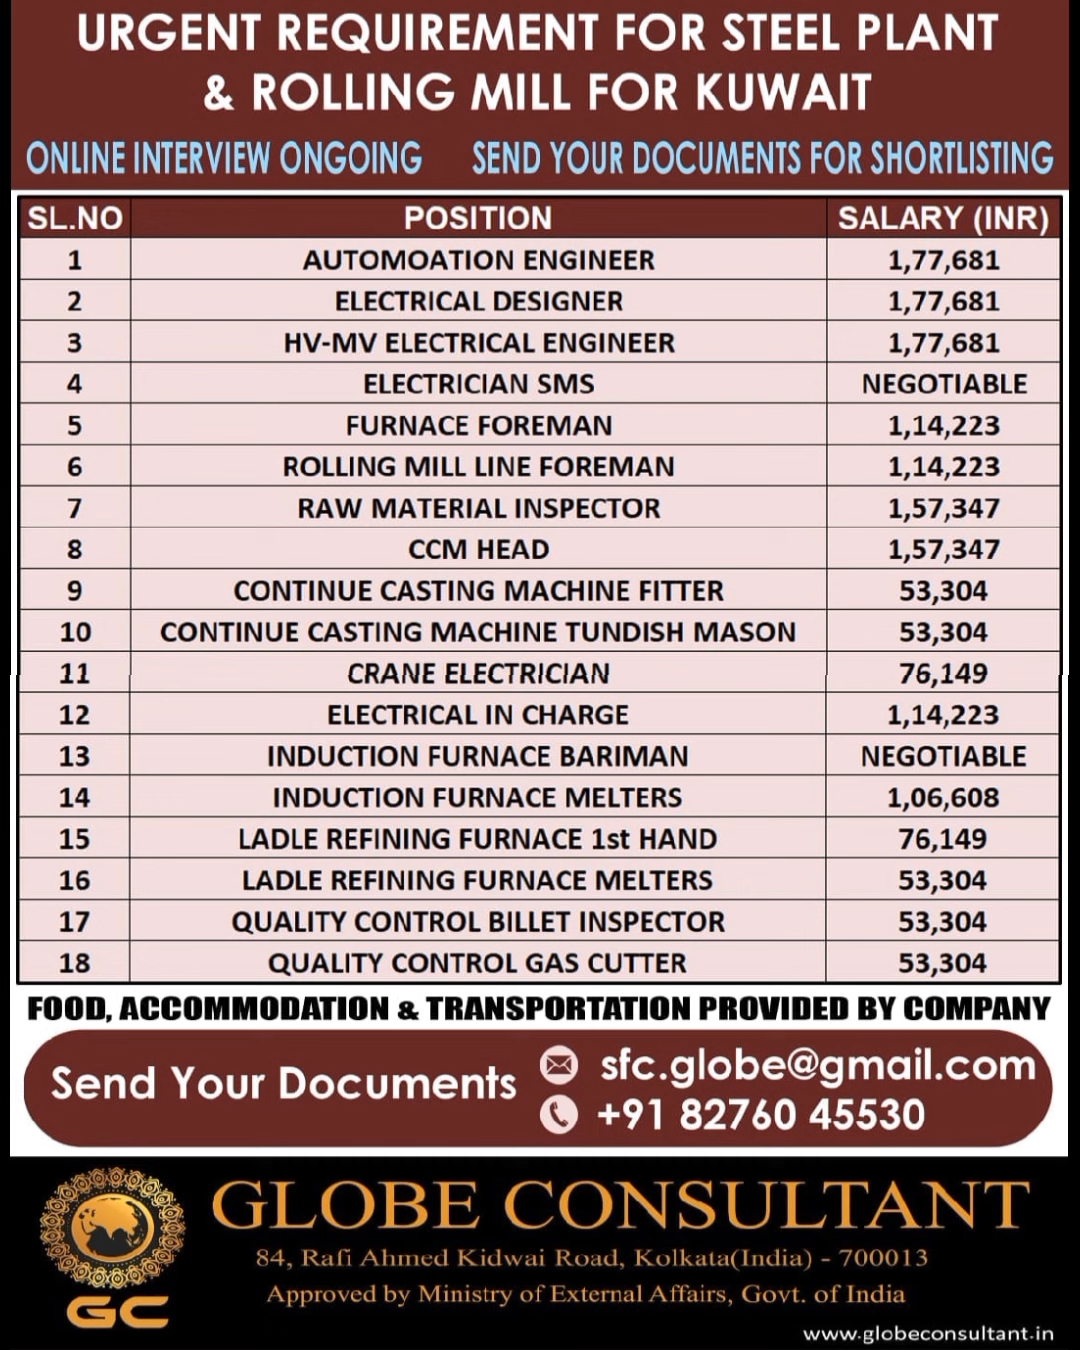 URGENT REQUIREMENT FOR STEEL PLANT
& ROLLING MILL FOR KUWAIT
ONLINE INTERVIEW ONGOING SEND YOUR DOCUMENTS FOR SHORTLISTING
SL.NO POSITION SALARY (INR)
1 AUTOMOATION ENGINEER 1,77,681
2 ELECTRICAL DESIGNER 1,77,681
3 HV-MV ELECTRICAL ENGINEER 1,77,681
4 ELECTRICIAN SMS NEGOTIABLE
5 FURNACE FOREMAN 1,14,223
6 ROLLING MILL LINE FOREMAN 1,14,223
7 RAW MATERIAL INSPECTOR 1,57,347
8 CCM HEAD 1,57,347
9 CONTINUE CASTING MACHINE FITTER 53,304
10 CONTINUE CASTING MACHINE TUNDISH MASON 53,304
11 CRANE ELECTRICIAN 76,149
12 ELECTRICAL IN CHARGE 1,14,223
13 INDUCTION FURNACE BARIMAN NEGOTIABLE
14 INDUCTION FURNACE MELTERS 1,06,608
15 LADLE REFINING FURNACE 1st HAND 76,149
16 LADLE REFINING FURNACE MELTERS 53,304
17 QUALITY CONTROL BILLET INSPECTOR 53,304
18 QUALITY CONTROL GAS CUTTER 53,304
FOOD, ACCOMMODATION & TRANSPORTATION PROVIDED BY COMPANY
Send Your Documents
sfc.globe@gmail.com
+91 82760 45530
GLOBE CONSULTANT
84, Rafi Ahmed Kidwai Road, Kolkata(India) - 700013
Approved by Ministry of External Affairs, Govt. of India
GC
www.globeconsultant.in